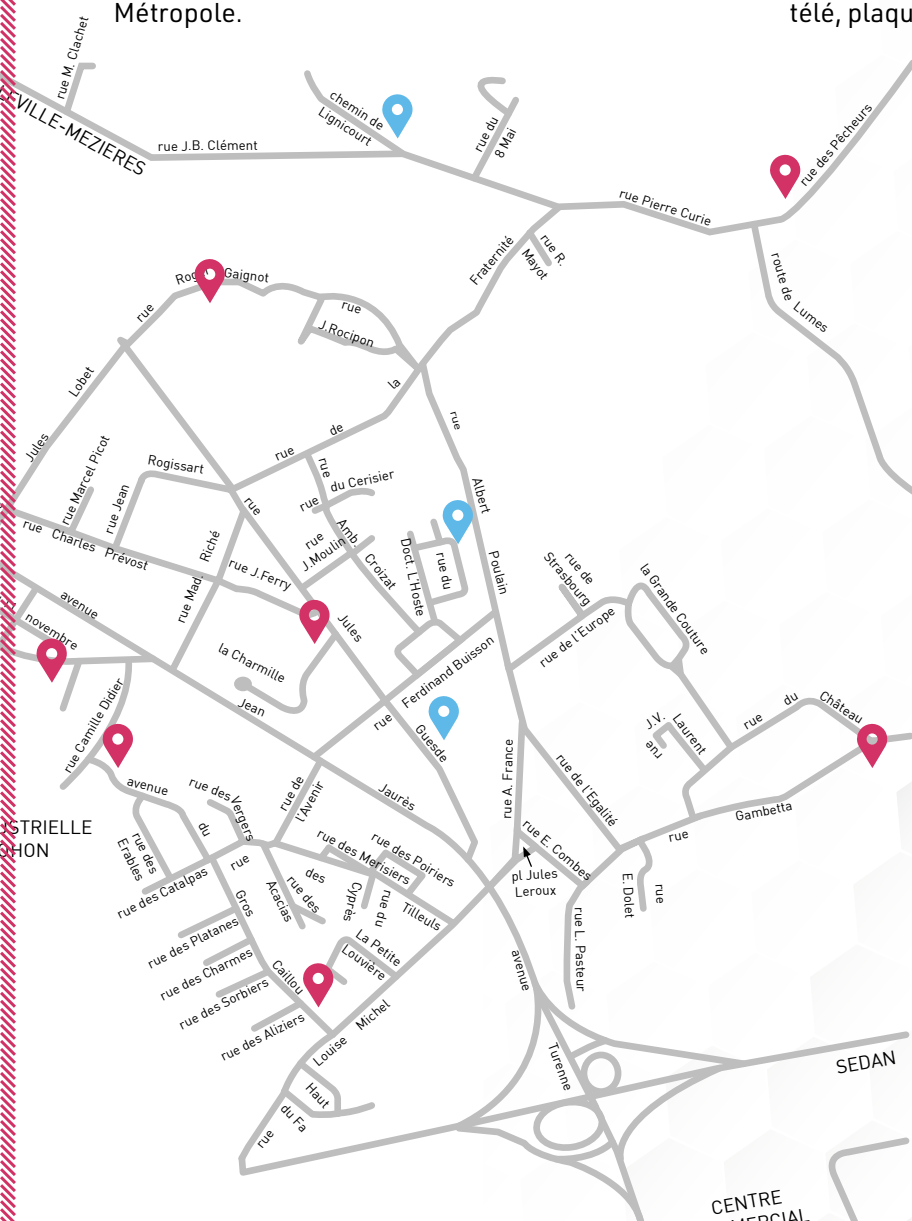 Métropole.
télé, plaqu
rue M. Clachet
EVILLE-MEZIERES
rue J.B. Clément
chemin de
Lignicourt
rue du
8 Mai
rue Pierre Curie
rue des Pêcheurs
route de Lumes
Fraternité
rue R.
Mayot
Gaignot
rue
J.Rocipon
rue
Lobet
Jules
la
de
rue
rue
Albert
Poulain
rue Marcel Picot
rue Jean
Rogissart
rue
du Cerisier
rue
rue
Amb.
Croizat
rue
J.Moulin
Doct. L'Hoste
rue du
rue Charles Prévost
Riché
rue Mad.
rue J.Ferry
rue
Jules
Guesde
rue de
Strasbourg
la Grande Couture
rue de l'Europe
avenue
novembre
la Charmille
Jean
Jaurès
rue Ferdinand Buisson
rue Camille Didier
avenue
du
rue des
Vergers
rue de
l'Avenir
rue A. France
rue de l'Egalité
J.V.
Laurent
rue
rue du Château
rue Gambetta
STRIELLE
HON
rue des
Erables
rue des Catalpas
rue
des
Tilleuls
rue des Merisiers
rue des Poiriers
rue E. Combes
pl Jules
Leroux
E. Dolet
rue
Gros
Caillou
Acacias
rue des
Cyprès
rue du
rue L. Pasteur
rue des Platanes
rue des Charmes
rue des Sorbiers
rue des Aliziers
La Petite
Louvière
avenue
Turenne
Michel
Louise
rue
Haut
du Fa
SEDAN
CENTRE